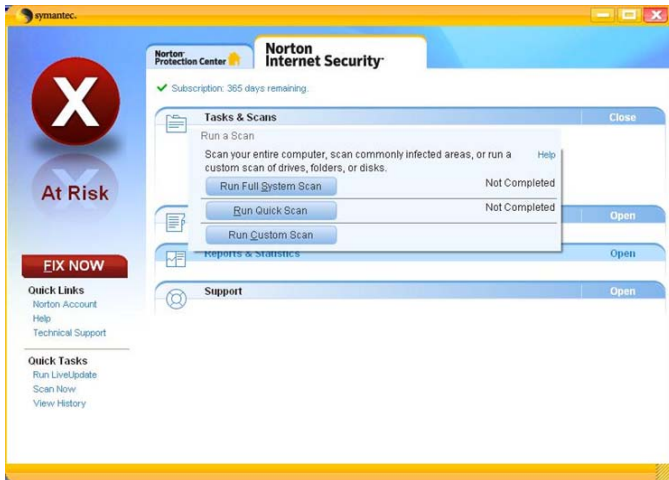 symantec.
Norton
Protection Center
Norton
Internet Security
Subscription: 365 days remaining.
X
At Risk
FIX NOW
Quick Links
Norton Account
Help
Technical Support
Quick Tasks
Run LiveUpdate
Scan Now
View History
Tasks & Scans
Close
Run a Scan
Scan your entire computer, scan commonly infected areas, or run a
custom scan of drives, folders, or disks.
Help
Run Full System Scan
Not Completed
Run Quick Scan
Not Completed
Run Custom Scan
Open
Reports & Statistics
Open
Support
Open